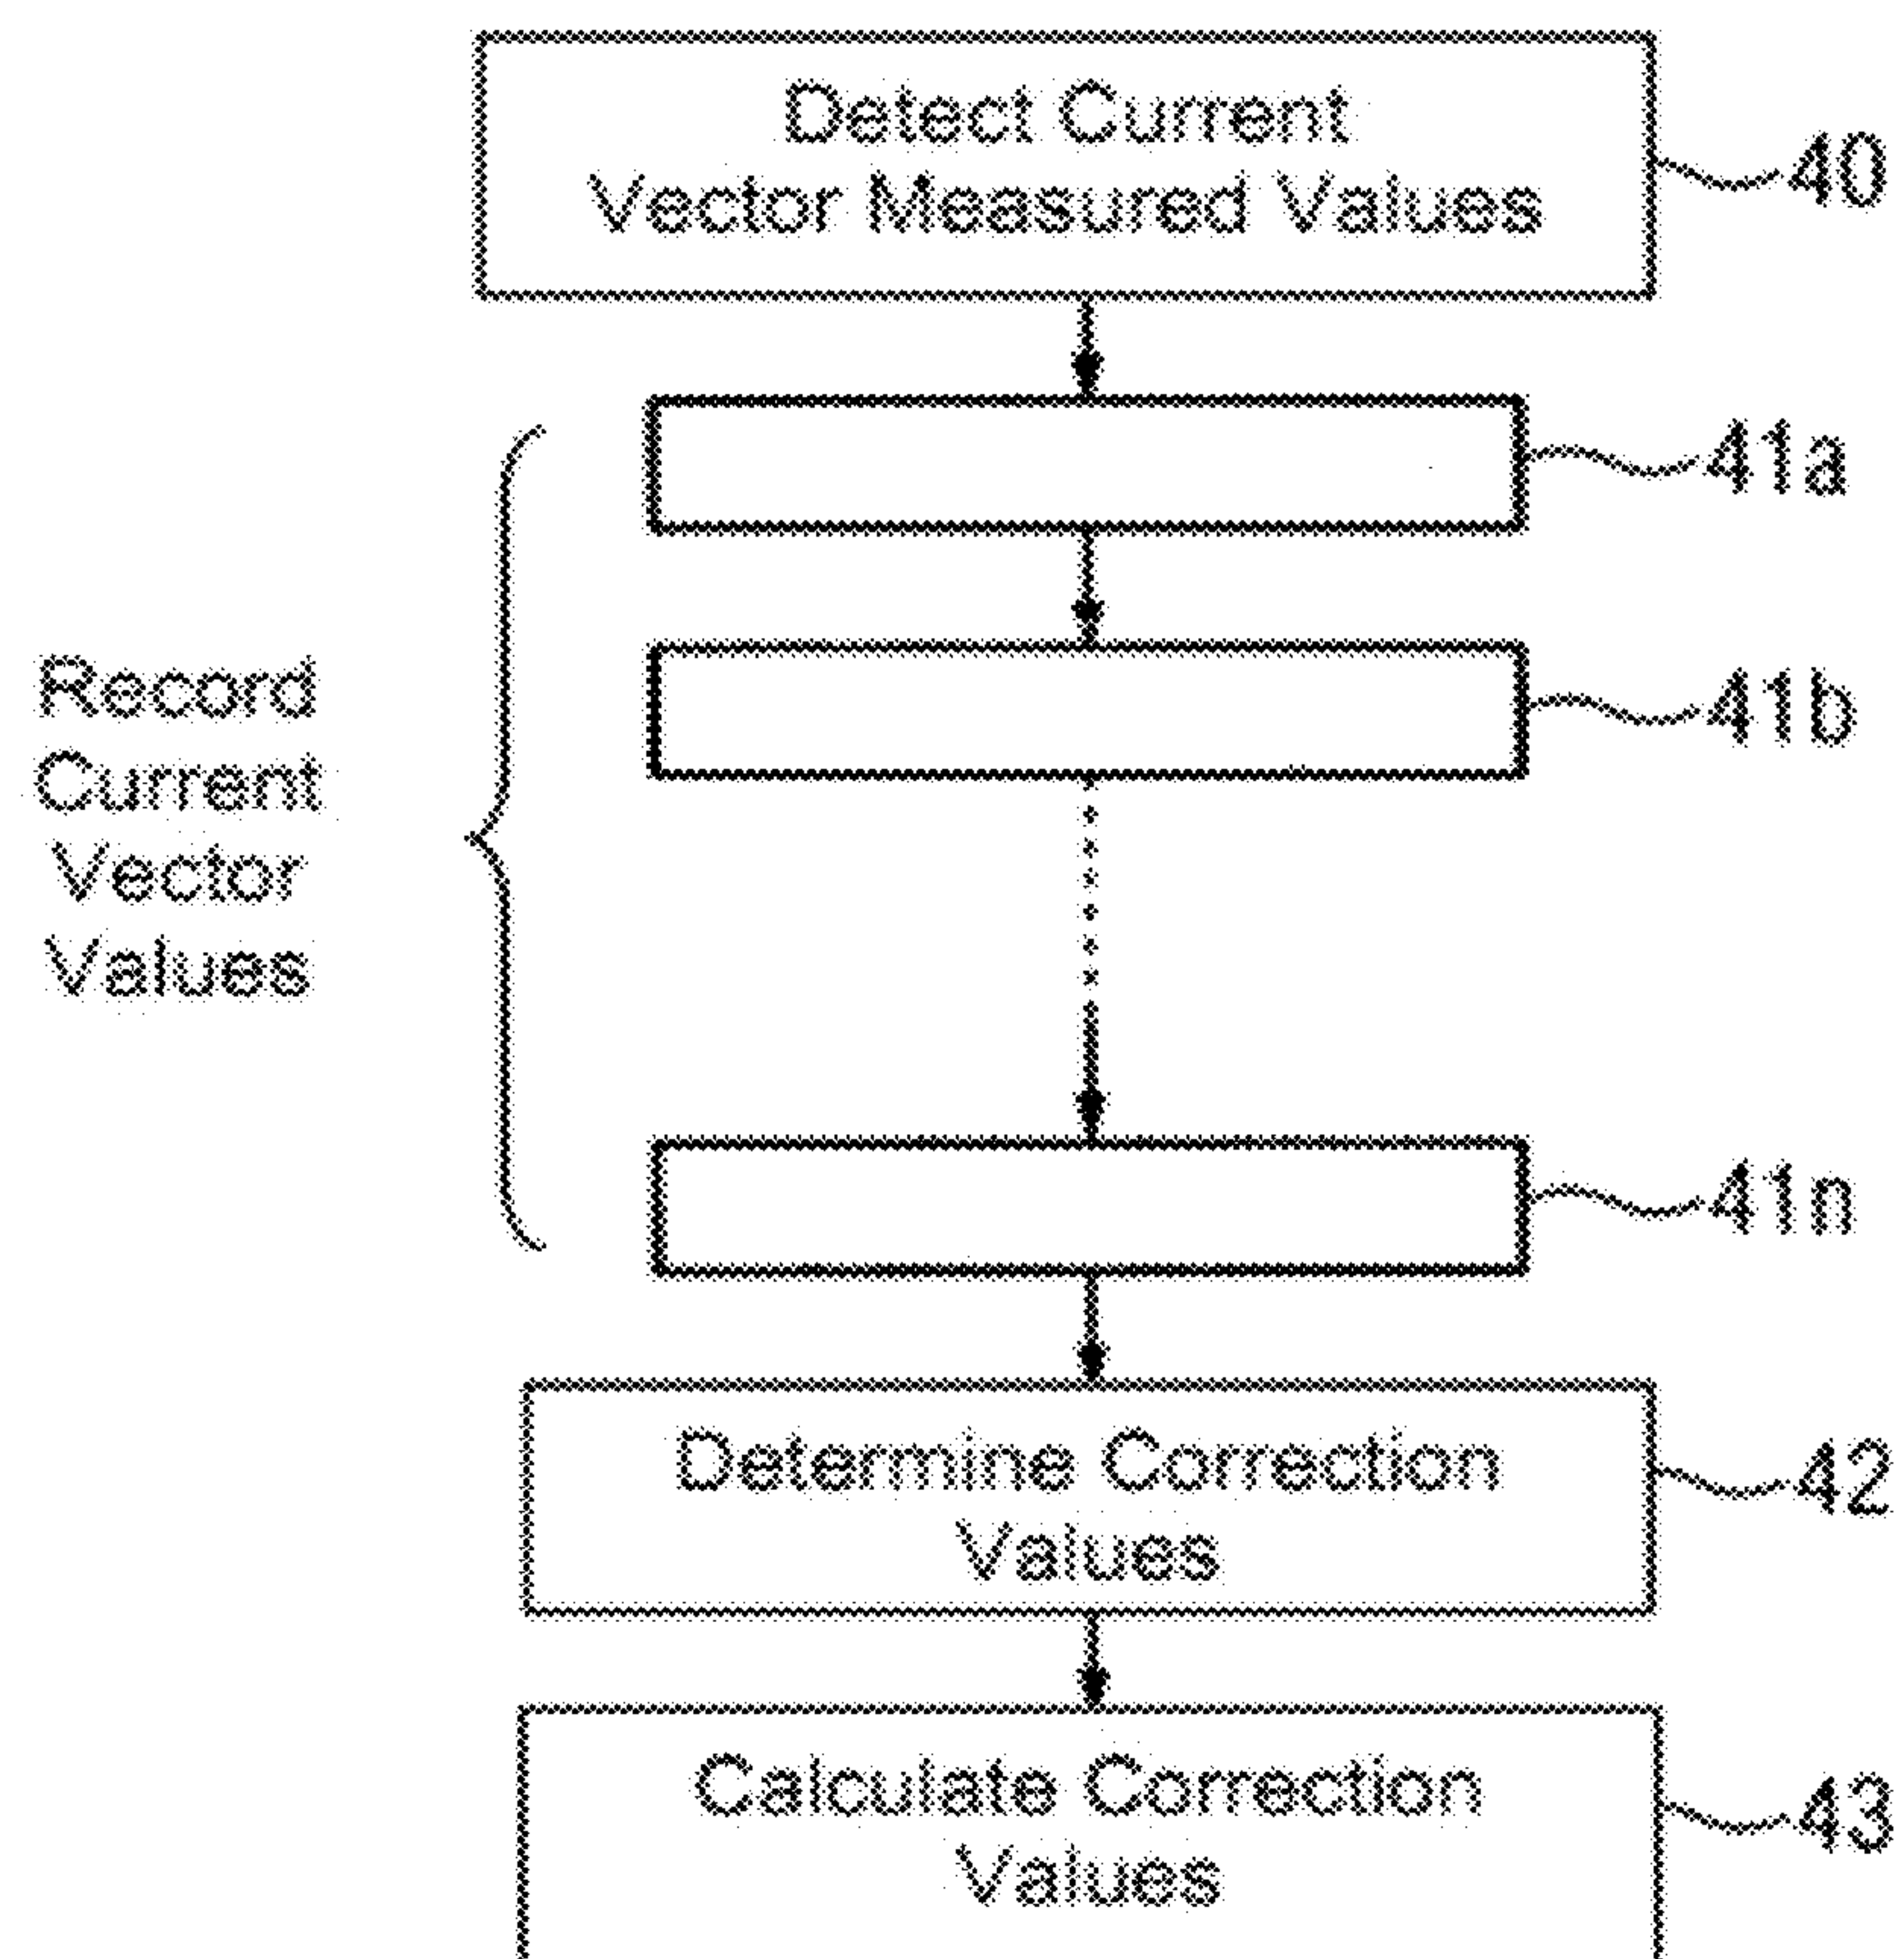 Detect Current
Vector Measured Values
40
41a
41b
Record
Current
Vector
Values
41n
Determine Correction
Values
42
Calculate Correction
Values
43